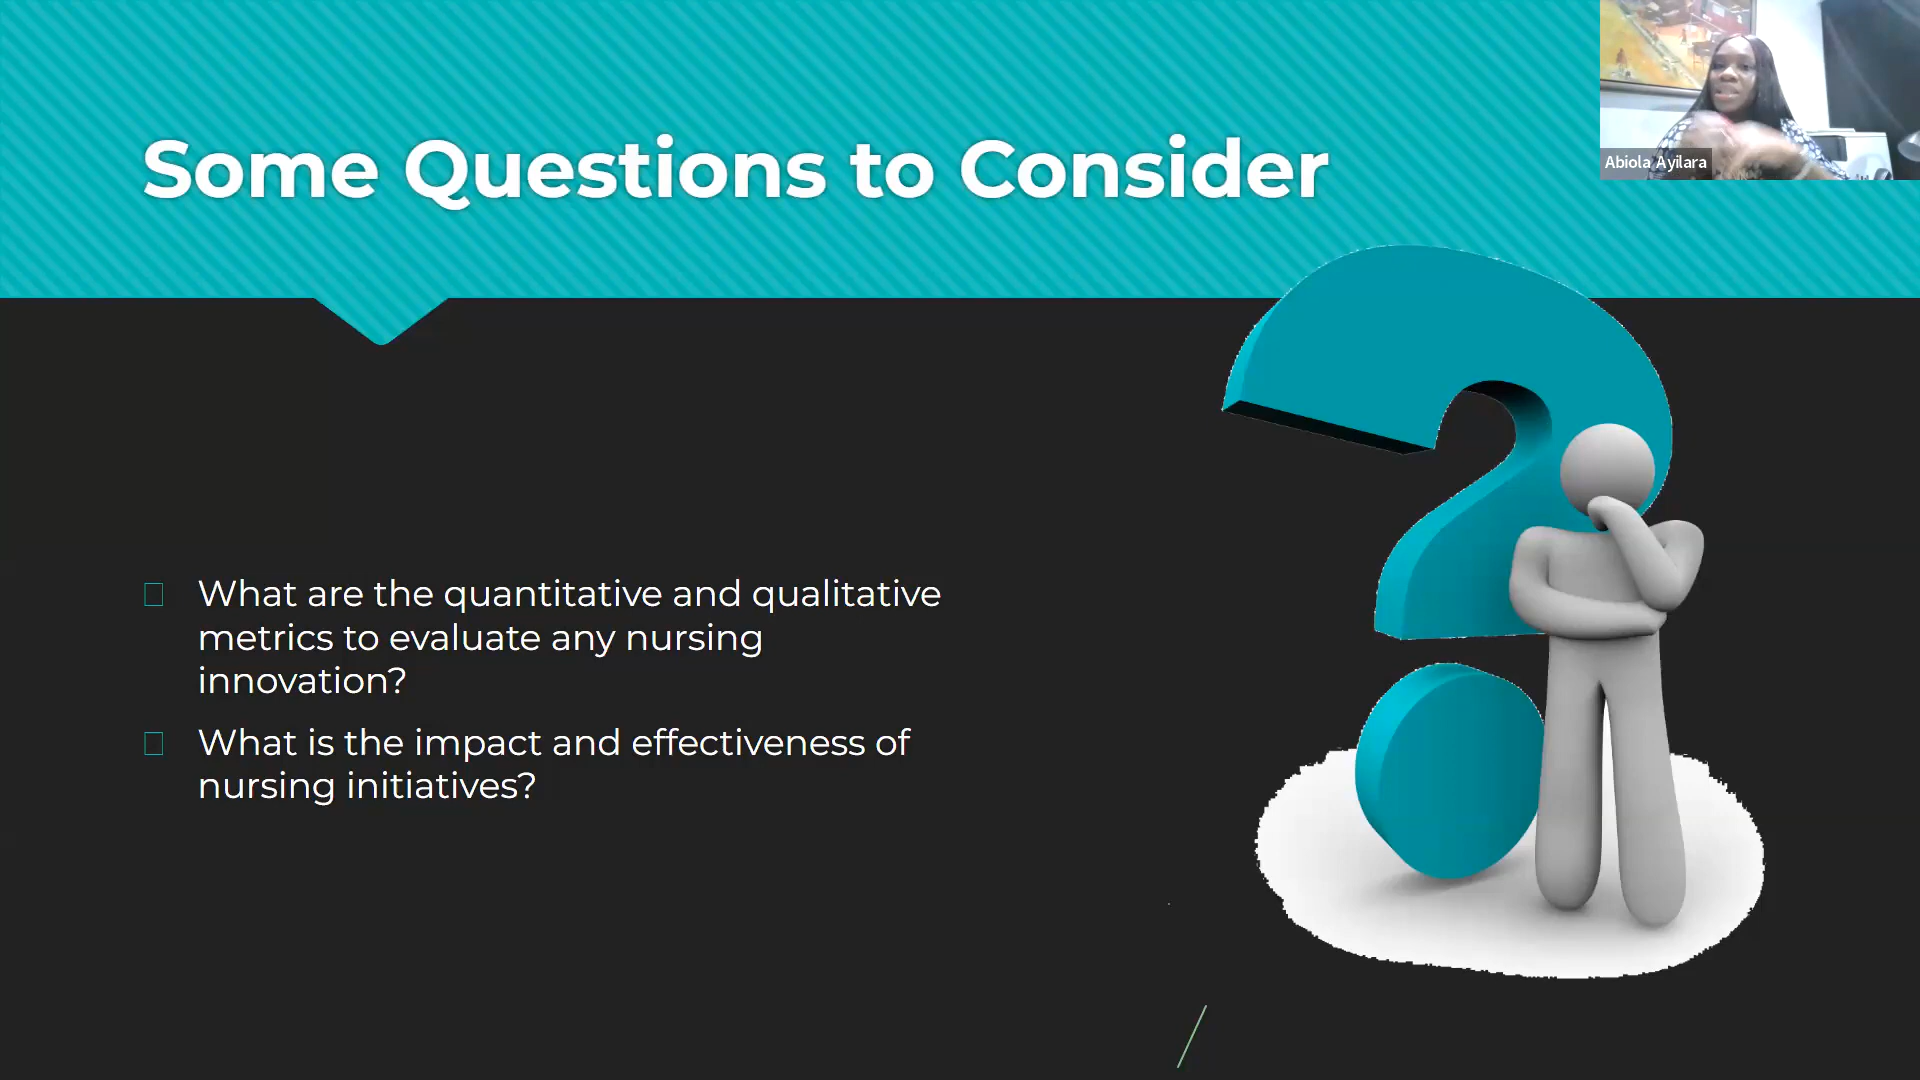 Some Questions to Consider
Abiola Ayilara
What are the quantitative and qualitative
metrics to evaluate any nursing
innovation?
What is the impact and effectiveness of
nursing initiatives?